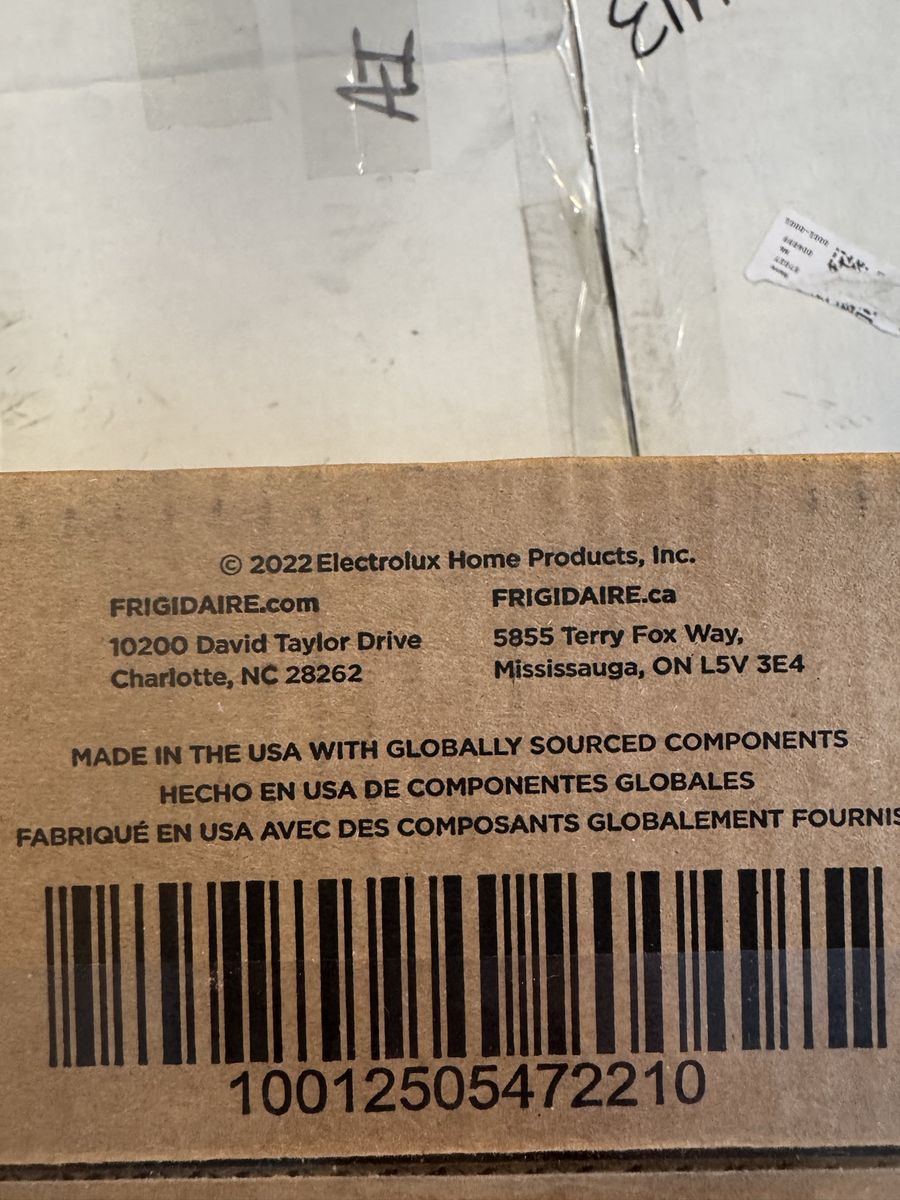 © 2022 Electrolux Home Products, Inc.
FRIGIDAIRE.com
10200 David Taylor Drive
Charlotte, NC 28262
FRIGIDAIRE.ca
5855 Terry Fox Way,
Mississauga, ON L5V 3E4
MADE IN THE USA WITH GLOBALLY SOURCED COMPONENTS
HECHO EN USA DE COMPONENTES GLOBALES
FABRIQUÉ EN USA AVEC DES COMPOSANTS GLOBALEMENT FOURNIS
10012505472210